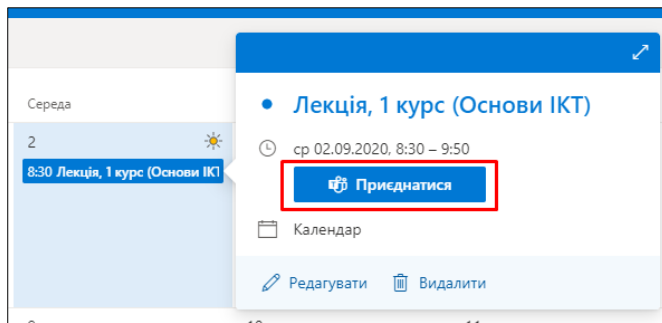 Середа
2
8:30 Лекція, 1 курс (Основи ІКТ
Лекція, 1 курс (Основи ІКТ)
ср 02.09.2020, 8:30 – 9:50
Приєднатися
Календар
Редагувати Видалити